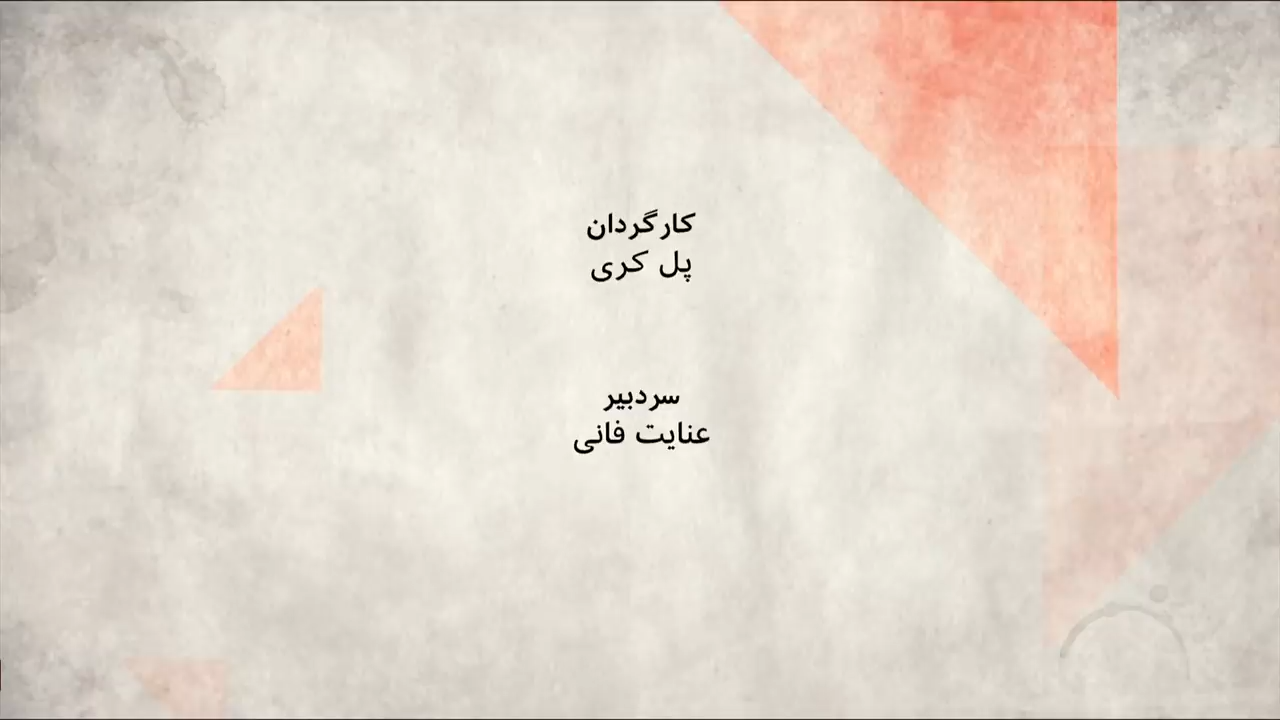 کارگردان
پل کری
سردبیر
عنایت فانی